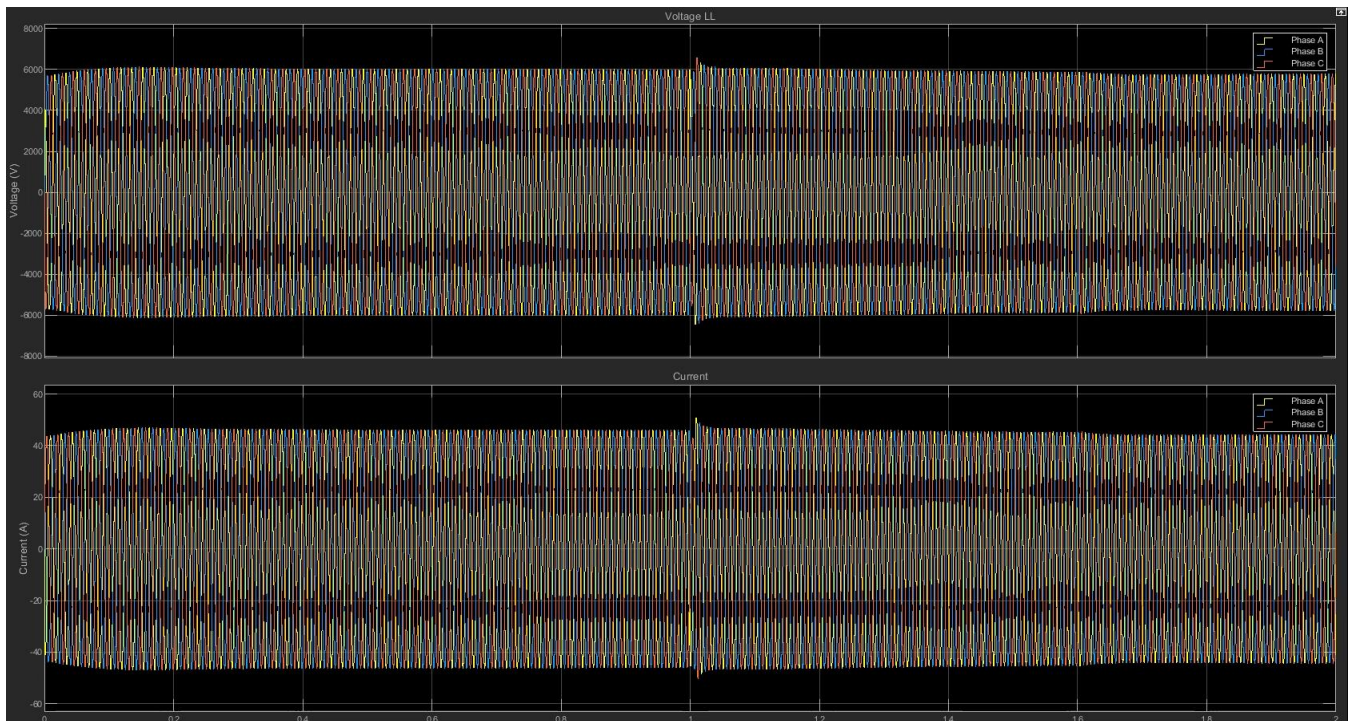 Voltage LL
8000
6000
4000
2000
0
-2000
-4000
-6000
-8000
Voltage (V)
Phase A
Phase B
Phase C
Current
60
40
20
0
-20
-40
-60
Current (A)
Phase A
Phase B
Phase C
0 0.2 0.4 0.6 0.8 1 1.2 1.4 1.6 1.8 2